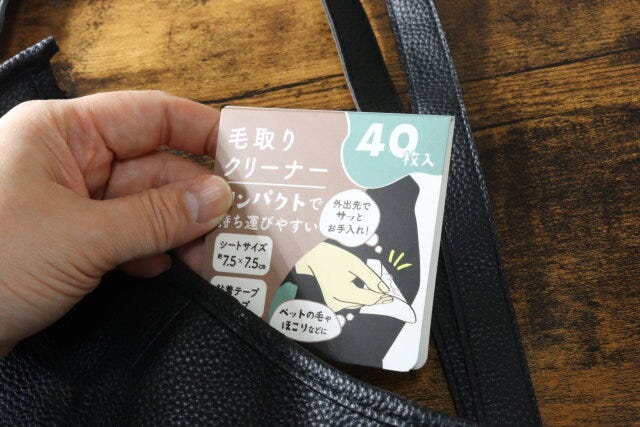 毛取り
クリーナー
40
枚入
コンパクトで
持ち運びやすい
外出先で
サッと
お手入れ!
シートサイズ
約7.5×7.5cm
粘着テープ
ペットの毛や
ほこりなどに